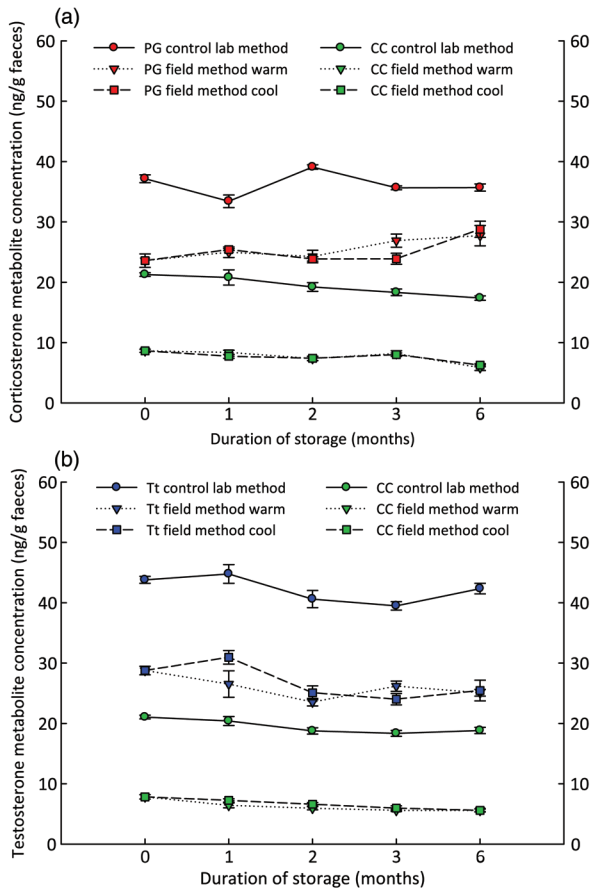 (a)
Corticosterone metabolite concentration (ng/g faeces)
PG control lab method CC control lab method
PG field method warm CC field method warm
PG field method cool CC field method cool
60 60
50 50
40 40
30 30
20 20
10 10
0 0
0 1 2 3 6
Duration of storage (months)
(b)
Testosterone metabolite concentration (ng/g faeces)
Tt control lab method CC control lab method
Tt field method warm CC field method warm
Tt field method cool CC field method cool
60 60
50 50
40 40
30 30
20 20
10 10
0 0
0 1 2 3 6
Duration of storage (months)